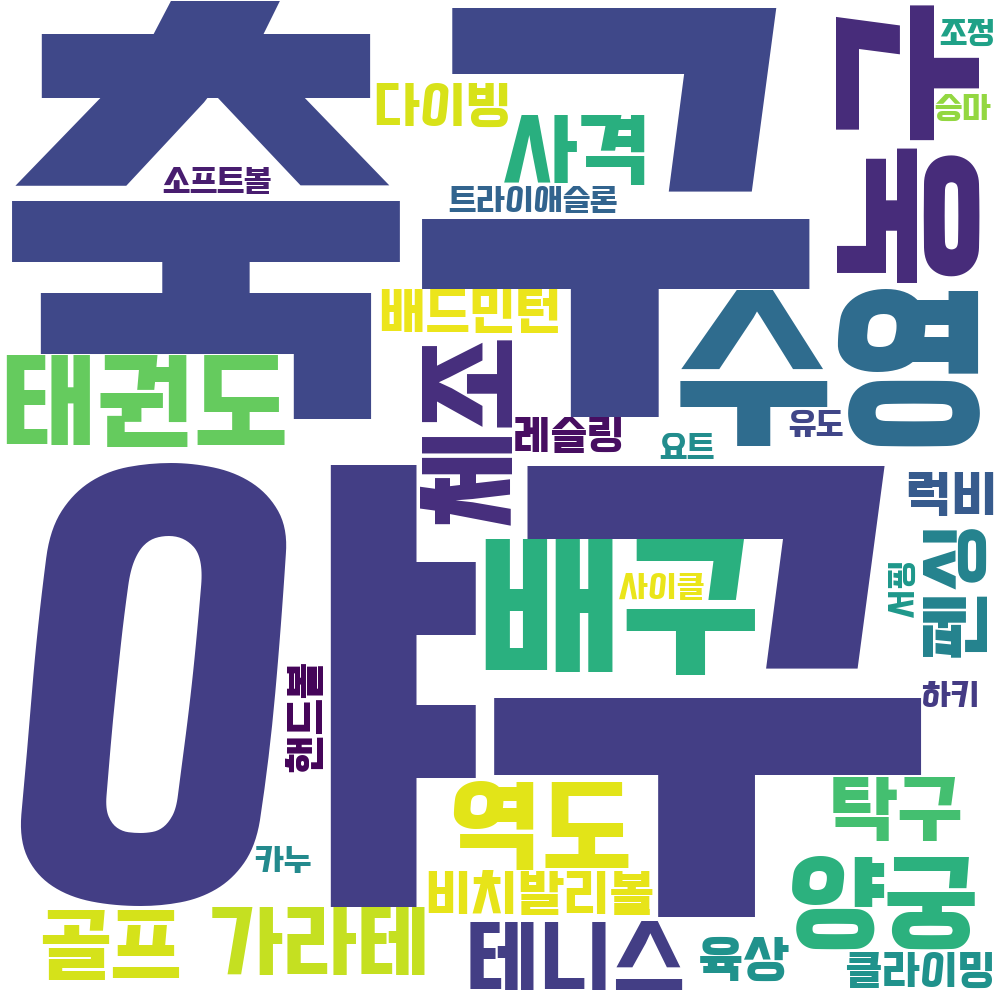 축구
농구
조정
승마
다이빙
사격
소프트볼
트라이애슬론
배드민턴
수영
태권도
조체
레슬링
유도
요트
야구
럭비
복싱
펜싱
배구
사이클
서핑
핸드볼
하키
역도
탁구
카누
비치발리볼
양궁
골프
가라테
테니스
육상
클라이밍